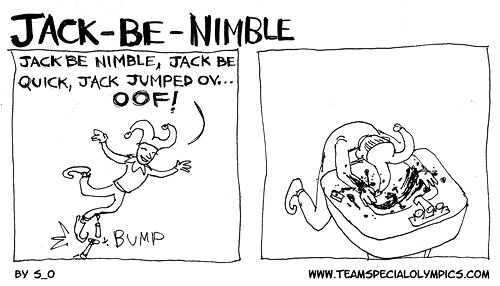 JACK-BE-NIMBLE
JACK BE NIMBLE, JACK BE
QUICK, JACK JUMPED OV...
OOF!
BUMP
BY S_O
WWW.TEAMSPECIALOLYMPICS.COM